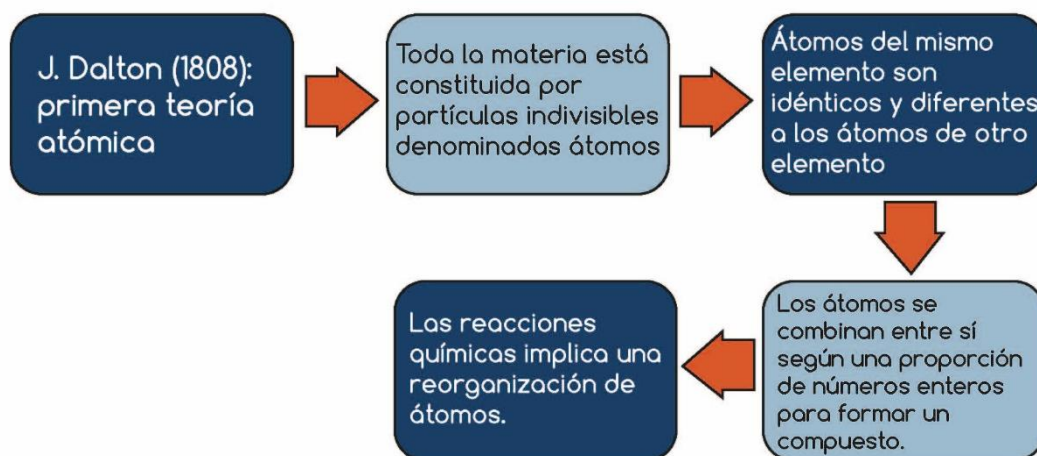 J. Dalton (1808):
primera teoría
atómica
Toda la materia está
constituida por
partículas indivisibles
denominadas átomos
Átomos del mismo
elemento son
idénticos y diferentes
a los átomos de otro
elemento
Los átomos se
combinan entre sí
según una proporción
de números enteros
para formar un
compuesto.
Las reacciones
químicas implica una
reorganización de
átomos.